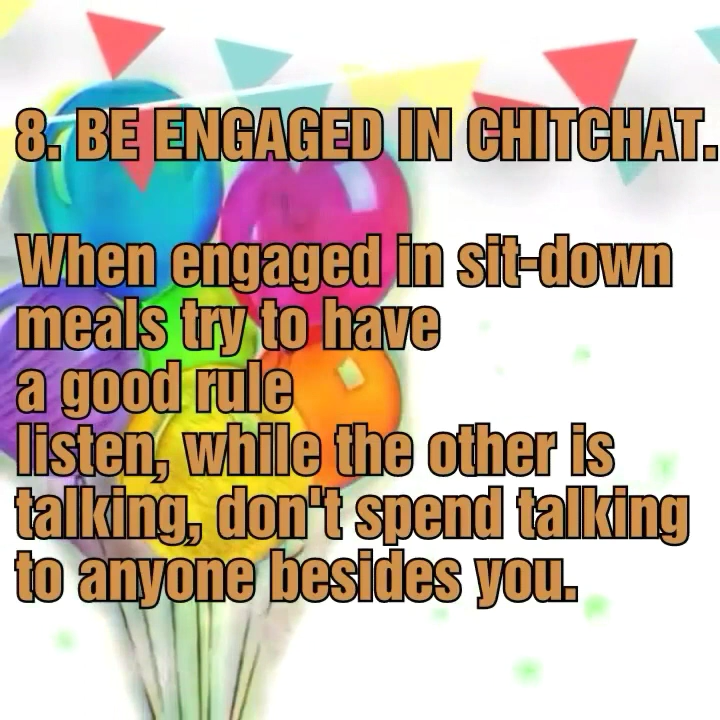 8. BE ENGAGED IN CHITCHAT.
When engaged in sit-down
meals try to have
a good rule
listen, while the other is
talking, don't spend talking
to anyone besides you.